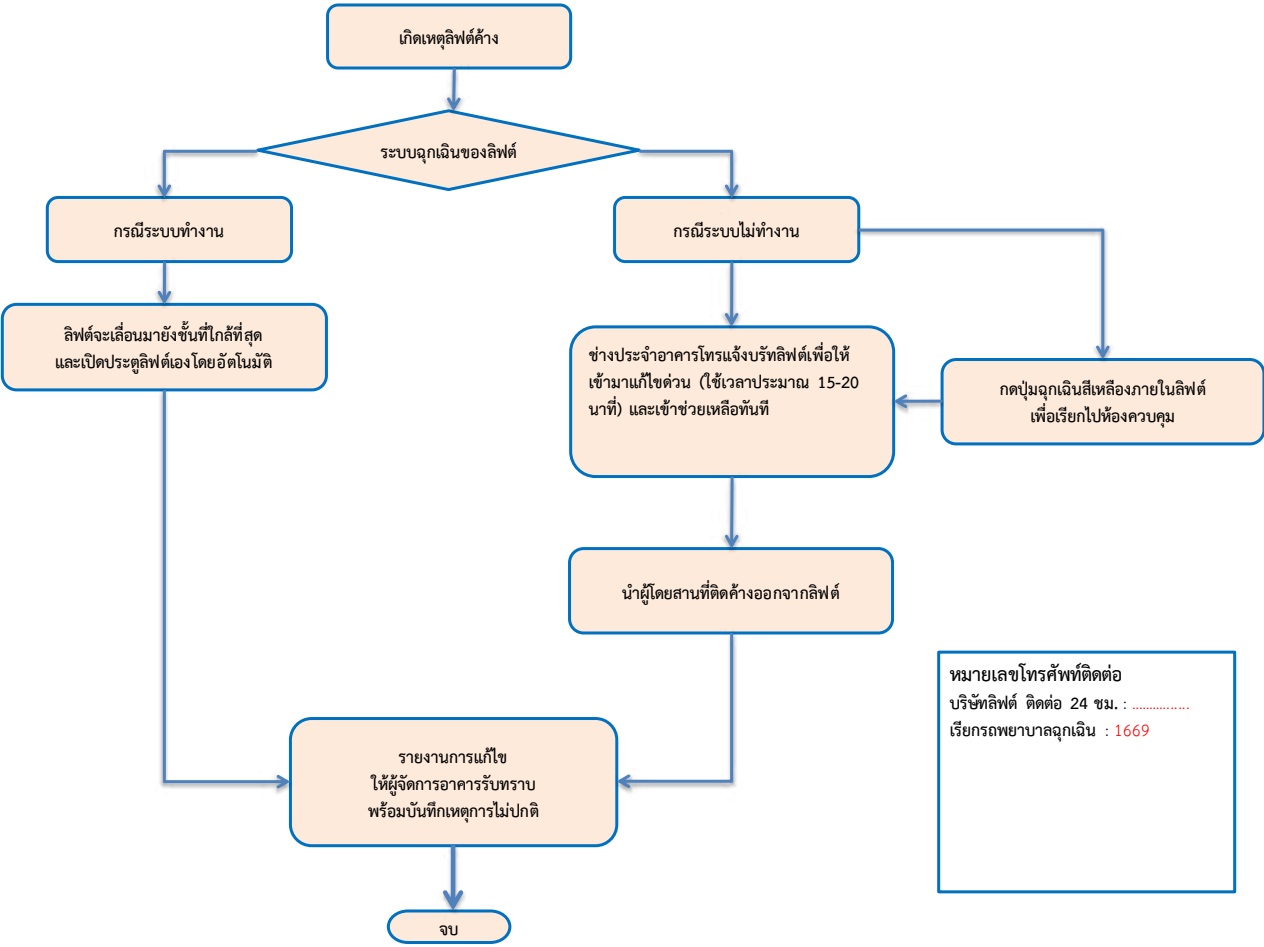 เกิดเหตุลิฟต์ค้าง
ระบบฉุกเฉินของลิฟต์
กรณีระบบทำงาน
กรณีระบบไม่ทำงาน
ลิฟต์จะเลื่อนมายังชั้นที่ใกล้ที่สุด
และเปิดประตูลิฟต์เองโดยอัตโนมัติ
ช่างประจำอาคารโทรแจ้งบรัทลิฟต์เพื่อให้
เข้ามาแก้ไขด่วน (ใช้เวลาประมาณ 15-20
นาที่) และเข้าช่วยเหลือทันที
กดปุ่มฉุกเฉินสีเหลืองภายในลิฟต์
เพื่อเรียกไปห้องควบคุม
นำผู้โดยสานที่ติดค้างออกจากลิฟต์
หมายเลขโทรศัพท์ติดต่อ
บริษัทลิฟต์ ติดต่อ 24 ชม. : ................
เรียกรถพยาบาลฉุกเฉิน : 1669
รายงานการแก้ไข
ให้ผู้จัดการอาคารรับทราบ
พร้อมบันทึกเหตุการไม่ปกติ
จบ